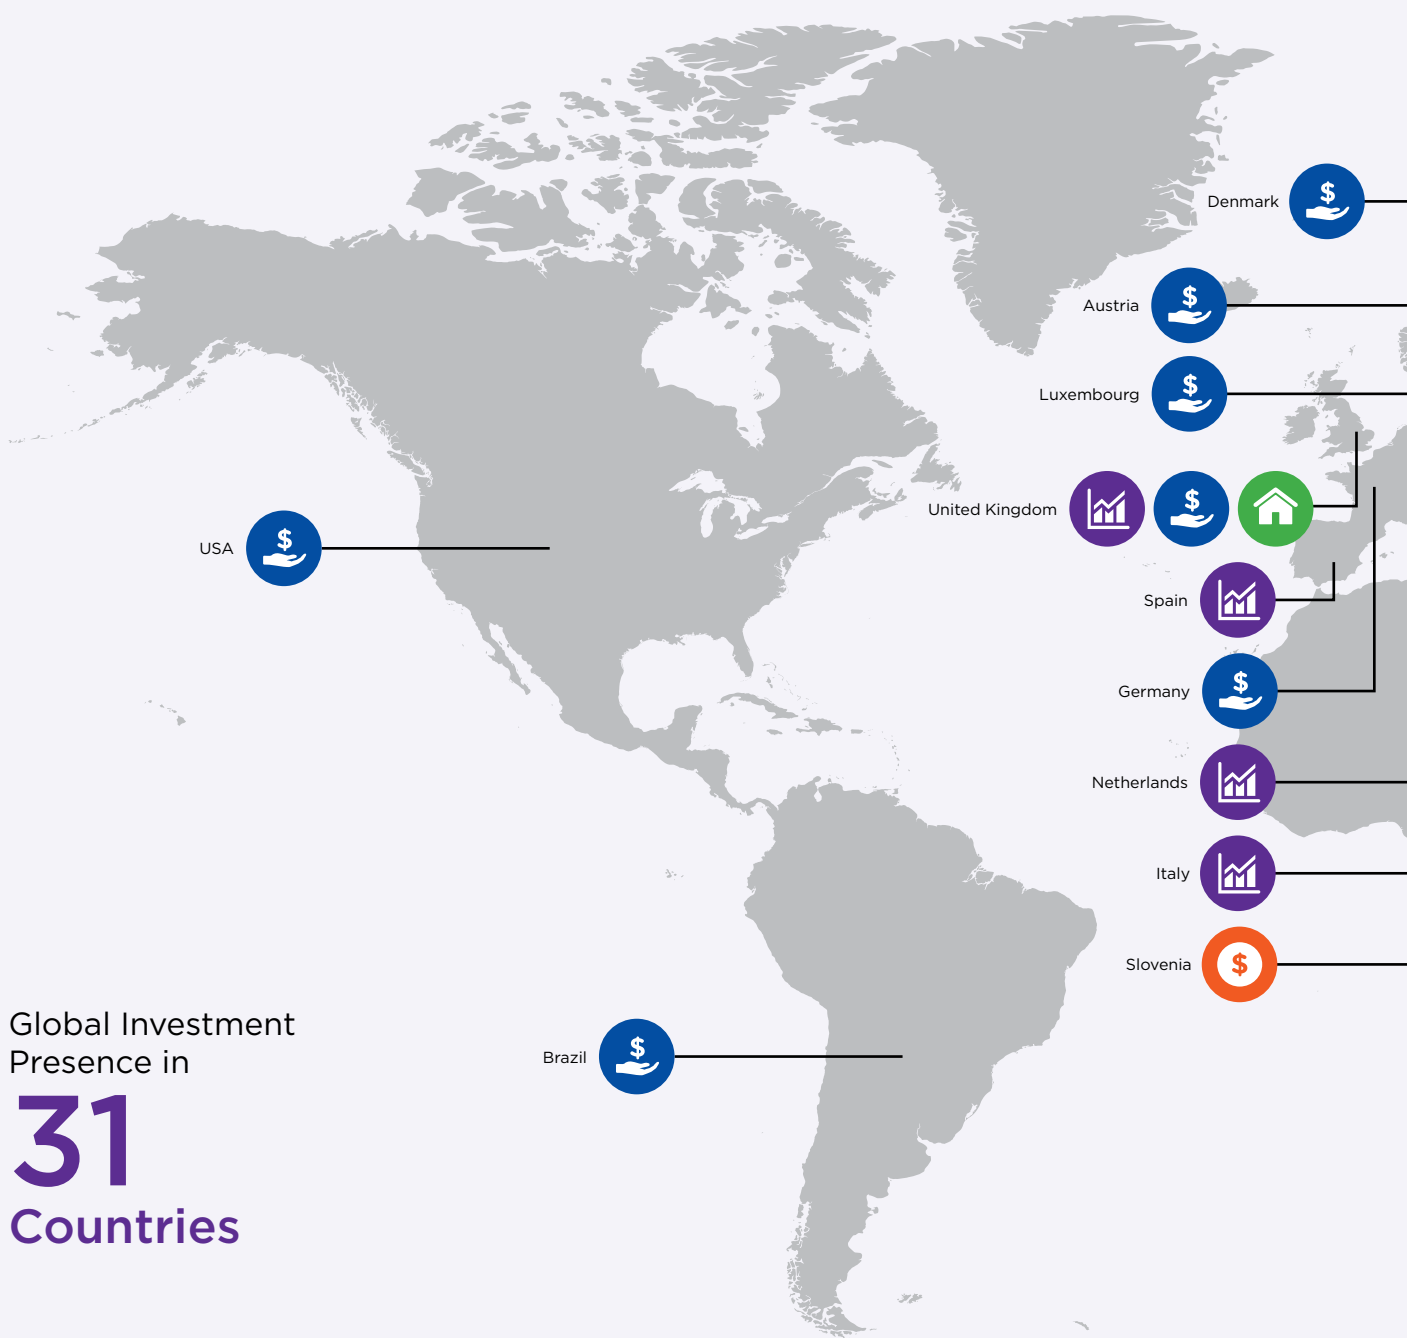 Denmark
$
Austria
$
Luxembourg
$
United Kingdom
$
USA
$
Spain
Germany
$
Netherlands
Italy
Slovenia
$
Global Investment
Presence in
31
Countries
Brazil
$